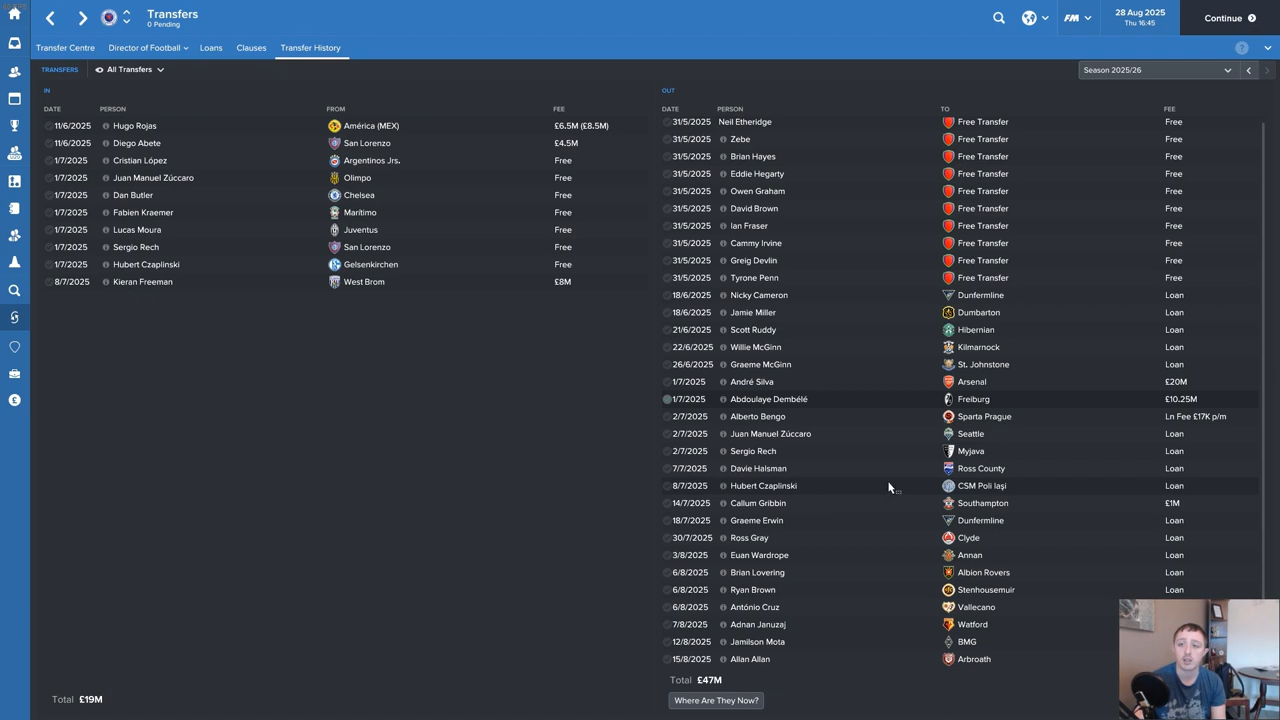 Transfers
0 Pending
28 Aug 2025
Thu 16:45
FM
Continue
Transfer Centre Director of Football Loans Clauses Transfer History
TRANSFERS All Transfers
Season 2025/26
IN
DATE PERSON FROM FEE
11/6/2025 Hugo Rojas América (MEX) £6.5M (£8.5M)
11/6/2025 Diego Abete San Lorenzo £4.5M
1/7/2025 Cristian López Argentinos Jrs. Free
1/7/2025 Juan Manuel Zúccaro Olimpo Free
1/7/2025 Dan Butler Chelsea Free
1/7/2025 Fabien Kraemer Marítimo Free
1/7/2025 Lucas Moura Juventus Free
1/7/2025 Sergio Rech San Lorenzo Free
1/7/2025 Hubert Czaplinski Gelsenkirchen Free
8/7/2025 Kieran Freeman West Brom £8M
Total £19M
OUT
DATE PERSON TO FEE
31/5/2025 Neil Etheridge Free Transfer Free
31/5/2025 Zebe Free Transfer Free
31/5/2025 Brian Hayes Free Transfer Free
31/5/2025 Eddie Hegarty Free Transfer Free
31/5/2025 Owen Graham Free Transfer Free
31/5/2025 David Brown Free Transfer Free
31/5/2025 Ian Fraser Free Transfer Free
31/5/2025 Cammy Irvine Free Transfer Free
31/5/2025 Greig Devlin Free Transfer Free
31/5/2025 Tyrone Penn Free Transfer Free
18/6/2025 Nicky Cameron Dunfermline Loan
18/6/2025 Jamie Miller Dumbarton Loan
21/6/2025 Scott Ruddy Hibernian Loan
22/6/2025 Willie McGinn Kilmarnock Loan
26/6/2025 Graeme McGinn St. Johnstone Loan
1/7/2025 André Silva Arsenal £20M
1/7/2025 Abdoulaye Dembélé Freiburg £10.25M
2/7/2025 Alberto Bengo Sparta Prague Ln Fee £17K p/m
2/7/2025 Juan Manuel Zúccaro Seattle Loan
2/7/2025 Sergio Rech Myjava Loan
7/7/2025 Davie Halsman Ross County Loan
8/7/2025 Hubert Czaplinski CSM Poli Iaşi Loan
14/7/2025 Callum Gribbin Southampton £1M
18/7/2025 Graeme Erwin Dunfermline Loan
30/7/2025 Ross Gray Clyde Loan
3/8/2025 Euan Wardrope Annan Loan
6/8/2025 Brian Lovering Albion Rovers Loan
6/8/2025 Ryan Brown Stenhousemuir Loan
6/8/2025 António Cruz Vallecano
7/8/2025 Adnan Januzaj Watford
12/8/2025 Jamilson Mota BMG
15/8/2025 Allan Allan Arbroath
Total £47M
Where Are They Now?